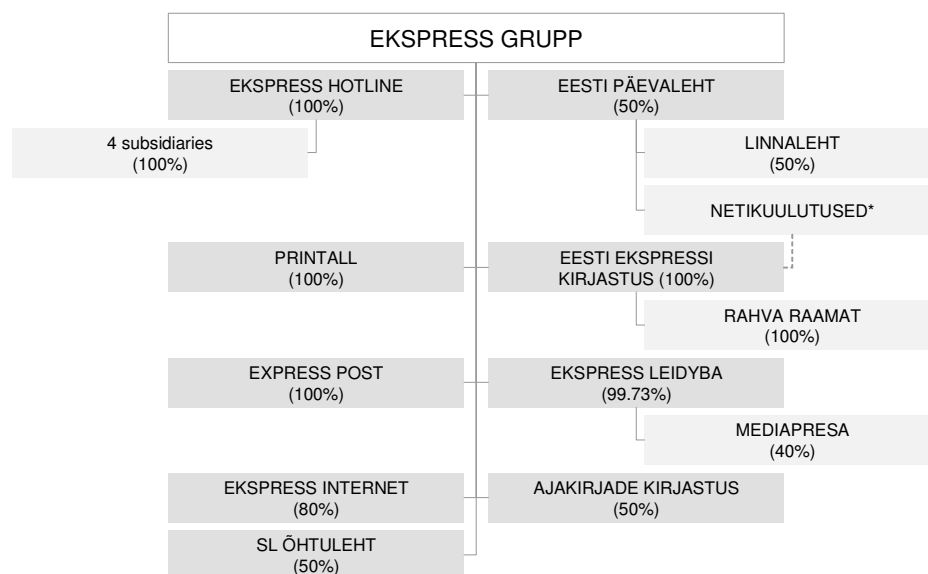 EKSPRESS GRUPP
EKSPRESS HOTLINE
(100%)
EESTI PÄEVALEHT
(50%)
4 subsidiaries
(100%)
LINNALEHT
(50%)
NETIKUULUTUSED*
PRINTALL
(100%)
EESTI EKSPRESSI
KIRJASTUS (100%)
RAHVA RAAMAT
(100%)
EXPRESS POST
(100%)
EKSPRESS LEIDYBA
(99.73%)
MEDIAPRESA
(40%)
EKSPRESS INTERNET
(80%)
AJAKIRJADE KIRJASTUS
(50%)
SL ÕHTULEHT
(50%)